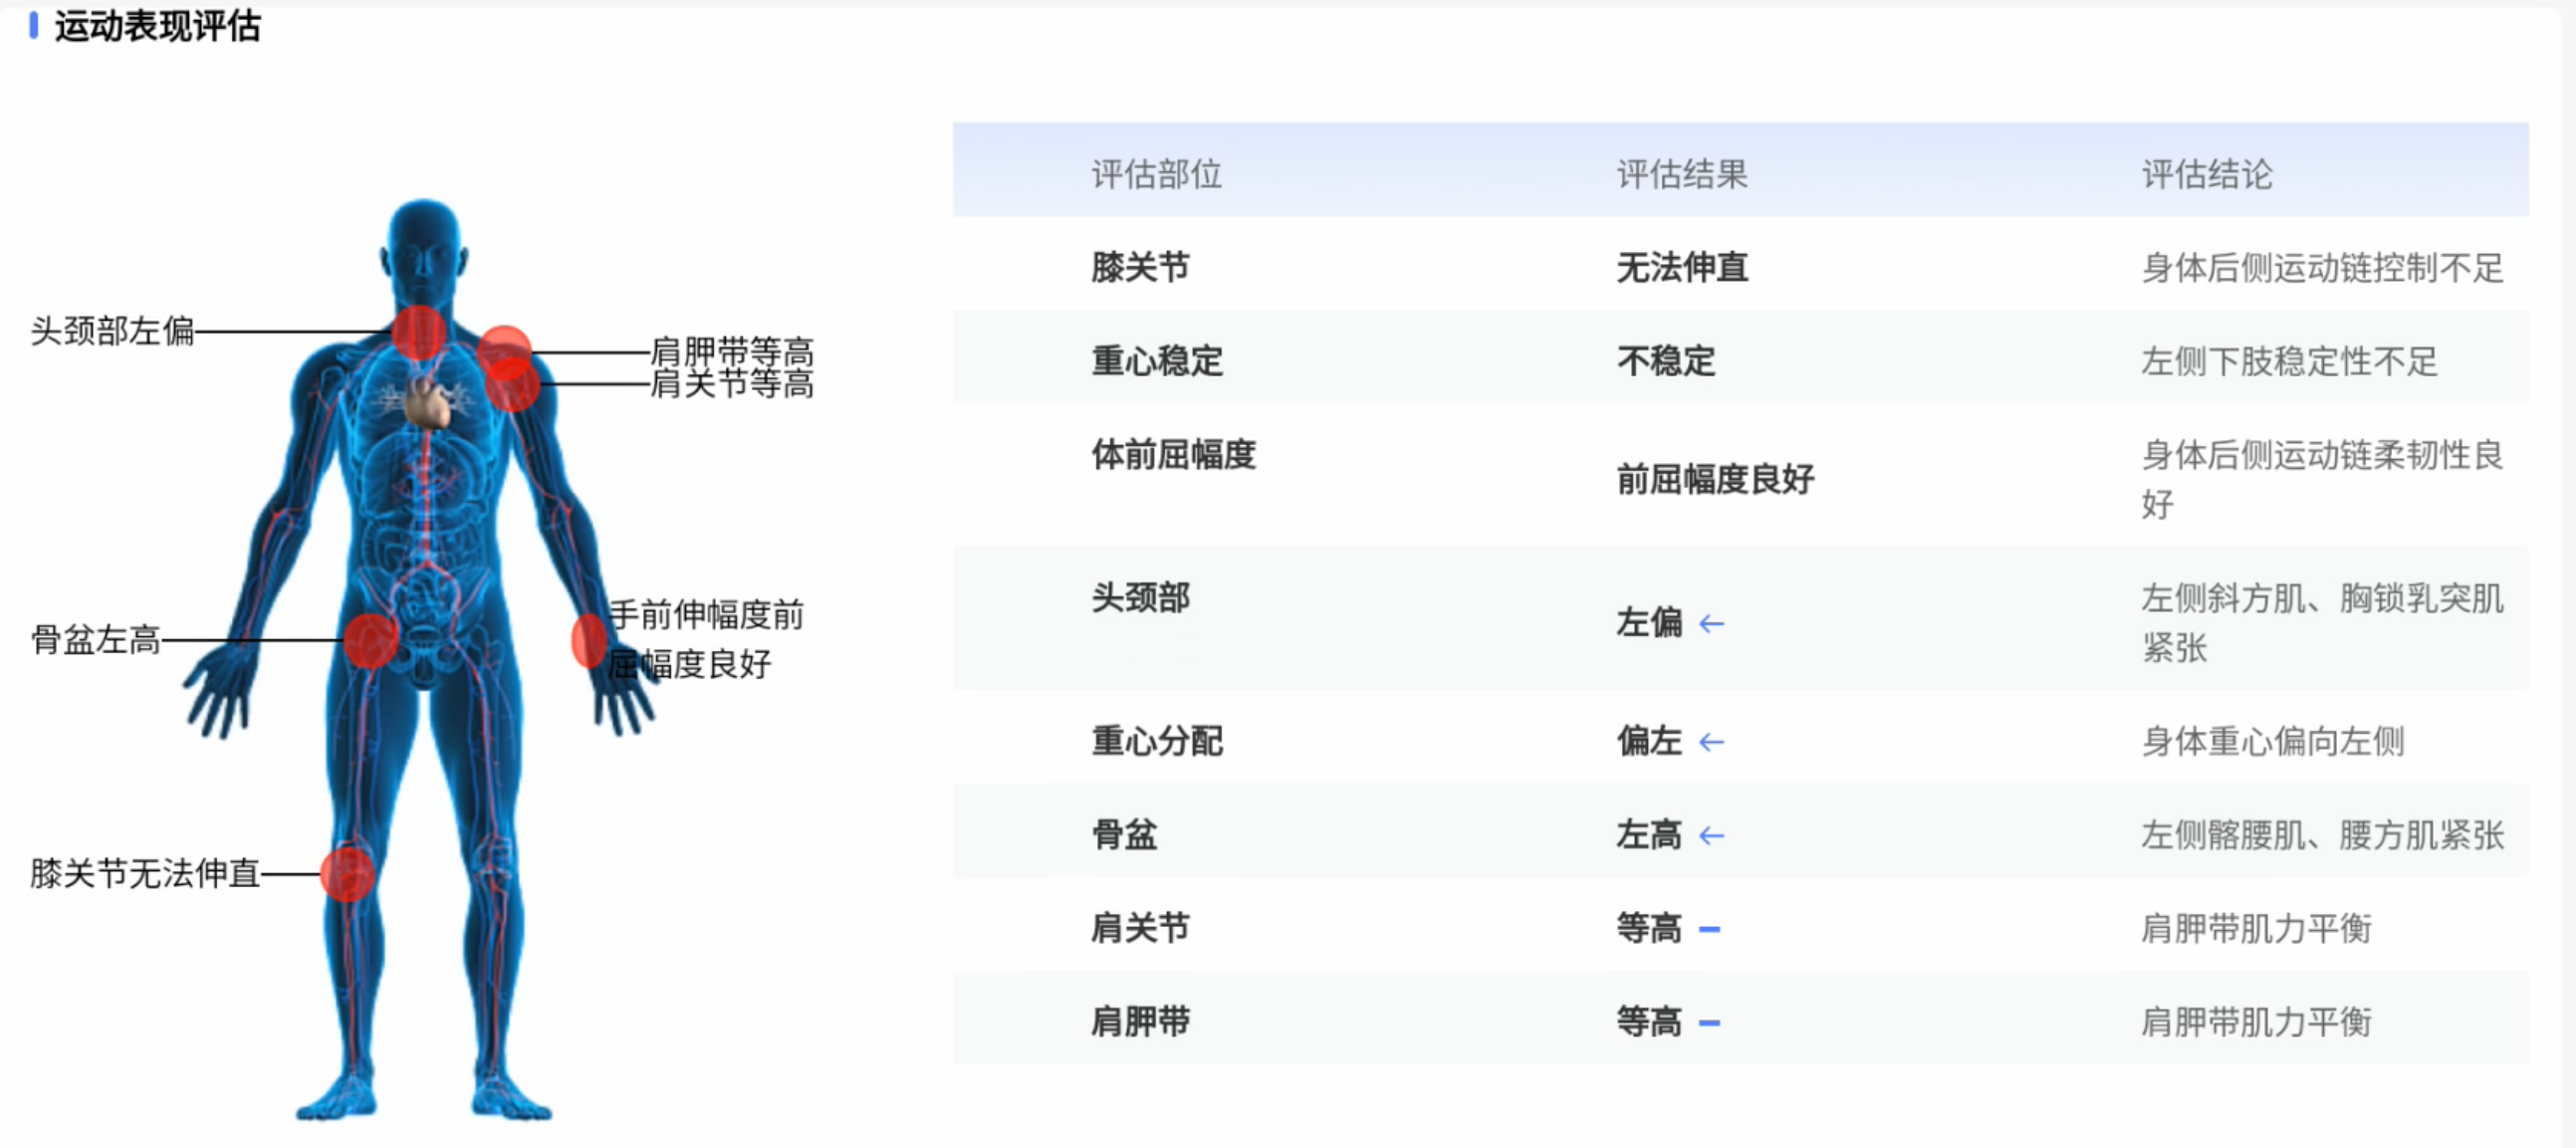 运动表现评估
头颈部左偏
肩胛带等高
肩关节等高
手前伸幅度前
屈幅度良好
骨盆左高
膝关节无法伸直
评估部位 评估结果 评估结论
膝关节 无法伸直 身体后侧运动链控制不足
重心稳定 不稳定 左侧下肢稳定性不足
体前屈幅度 前屈幅度良好 身体后侧运动链柔韧性良
好
头颈部 左偏 ← 左侧斜方肌、胸锁乳突肌
紧张
重心分配 偏左 ← 身体重心偏向左侧
骨盆 左高 ← 左侧髂腰肌、腰方肌紧张
肩关节 等高 − 肩胛带肌力平衡
肩胛带 等高 − 肩胛带肌力平衡